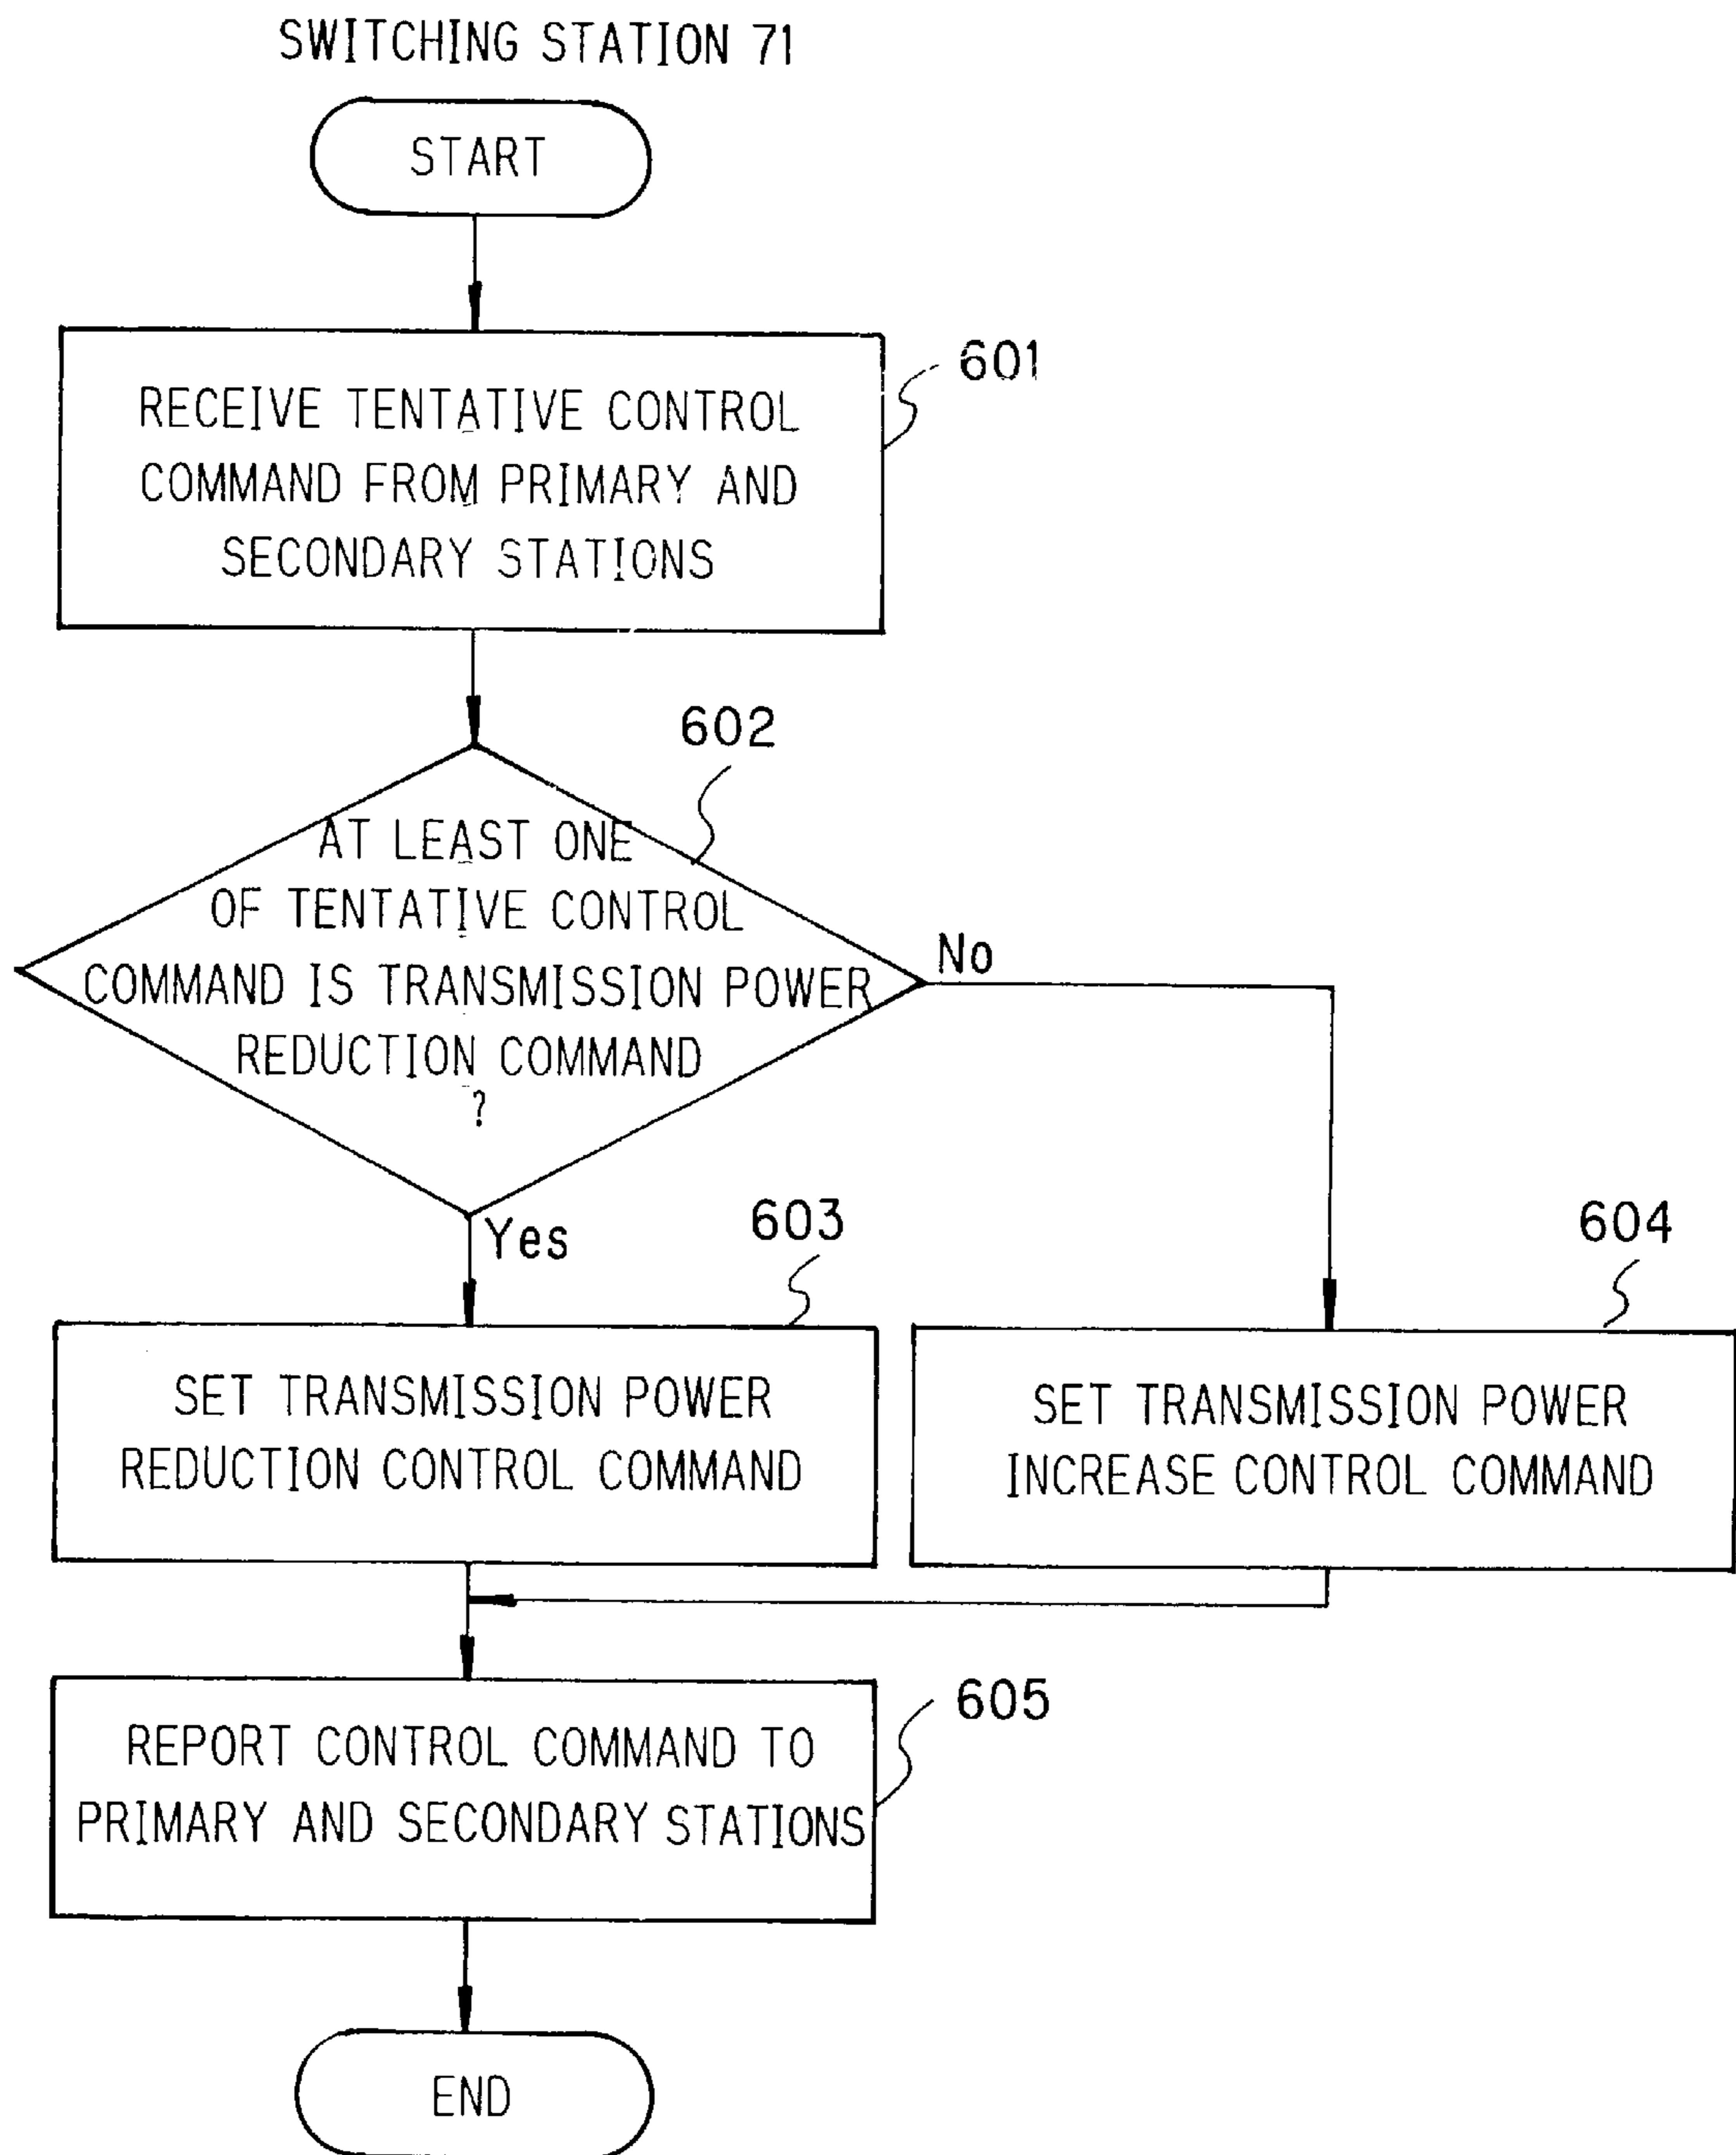 SWITCHING STATION 71
START
601
RECEIVE TENTATIVE CONTROL
COMMAND FROM PRIMARY AND
SECONDARY STATIONS
602
AT LEAST ONE
OF TENTATIVE CONTROL
COMMAND IS TRANSMISSION POWER
REDUCTION COMMAND
?
No
Yes
603
SET TRANSMISSION POWER
REDUCTION CONTROL COMMAND
604
SET TRANSMISSION POWER
INCREASE CONTROL COMMAND
605
REPORT CONTROL COMMAND TO
PRIMARY AND SECONDARY STATIONS
END